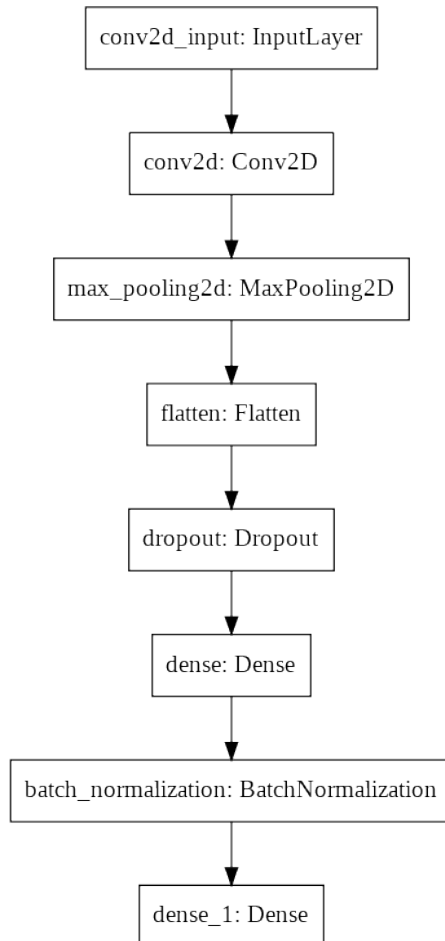 conv2d_input: InputLayer
conv2d: Conv2D
max_pooling2d: MaxPooling2D
flatten: Flatten
dropout: Dropout
dense: Dense
batch_normalization: BatchNormalization
dense_1: Dense